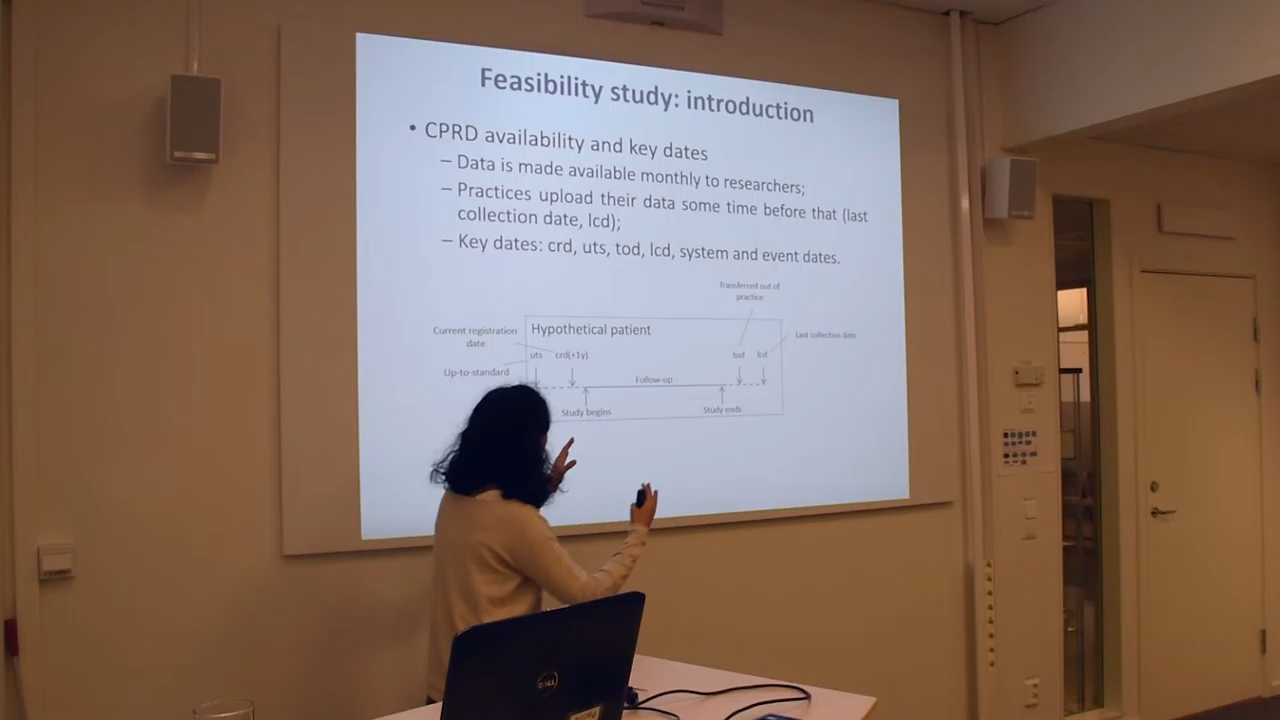 Feasibility study: introduction
• CPRD availability and key dates
– Data is made available monthly to researchers;
– Practices upload their data some time before that (last
collection date, lcd);
– Key dates: crd, uts, tod, lcd, system and event dates.
Transferred out of
practice
Current registration
date
Hypothetical patient
Last collection date
uts
crd(+1y)
tod
lcd
Up-to-standard
Follow-up
Study begins
Study ends
DELL